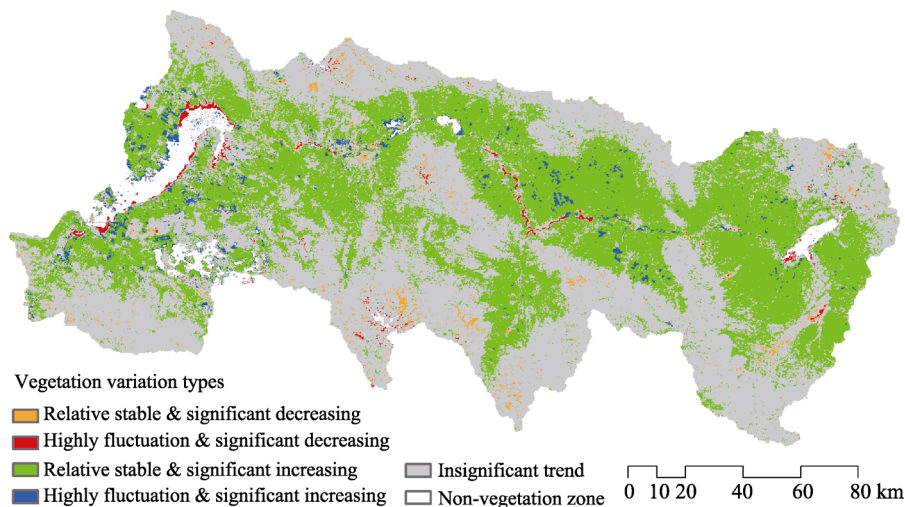 Vegetation variation types
Relative stable & significant decreasing
Highly fluctuation & significant decreasing
Relative stable & significant increasing
Highly fluctuation & significant increasing
Insignificant trend
Non-vegetation zone
0 10 20 40 60 80 km